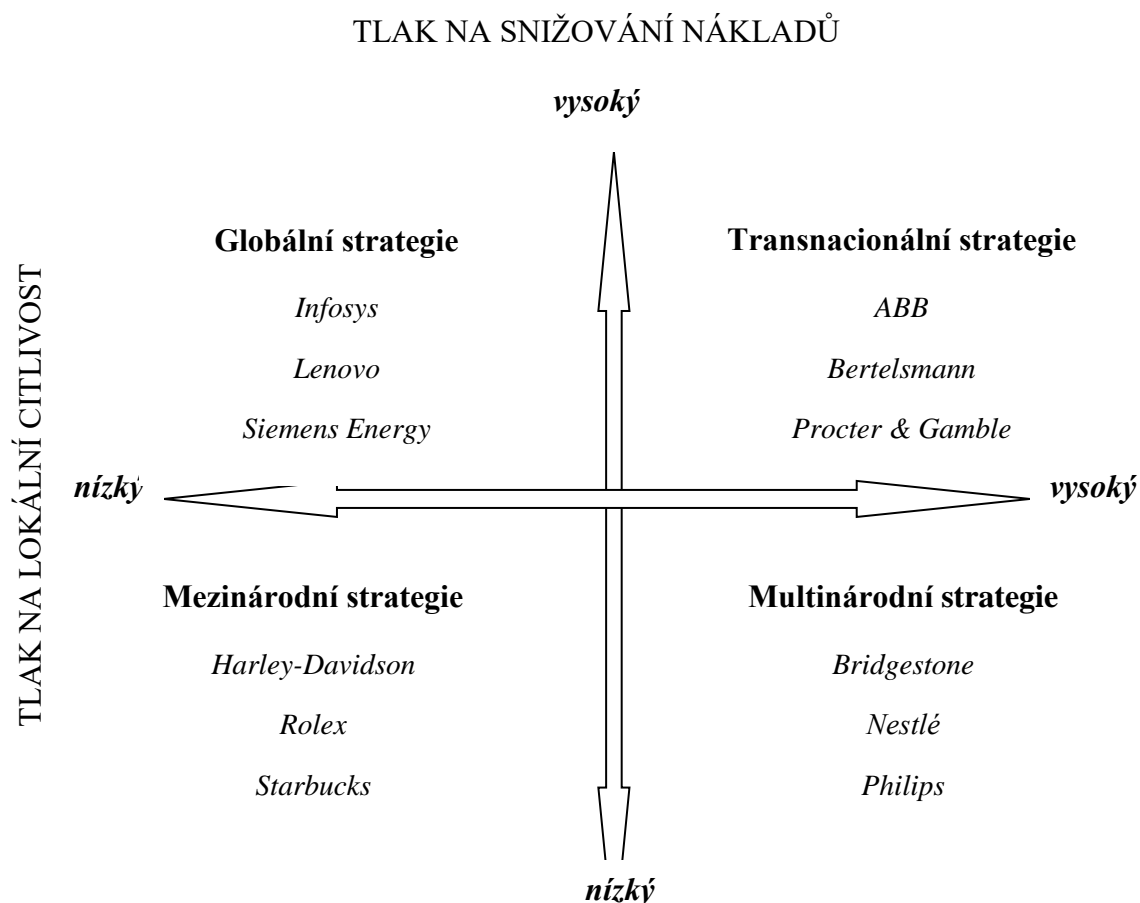 TLAK NA SNIŽOVÁNÍ NÁKLADŮ
vysoký
TLAK NA LOKÁLNÍ CITLIVOST
Globální strategie
Infosys
Lenovo
Siemens Energy
Transnacionální strategie
ABB
Bertelsmann
Procter & Gamble
nízký
vysoký
Mezinárodní strategie
Harley-Davidson
Rolex
Starbucks
Multinárodní strategie
Bridgestone
Nestlé
Philips
nízký